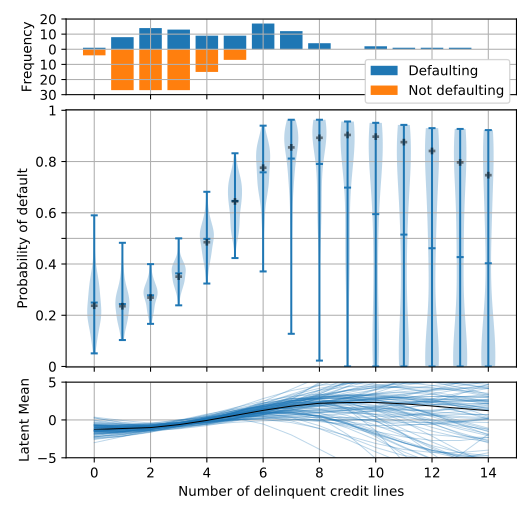 20
10
0
10
20
30
Frequency
Defaulting
Not defaulting
1
0.8
0.6
0.4
0.2
0
Probability of default
5
0
−5
Latent Mean
0 2 4 6 8 10 12 14
Number of delinquent credit lines